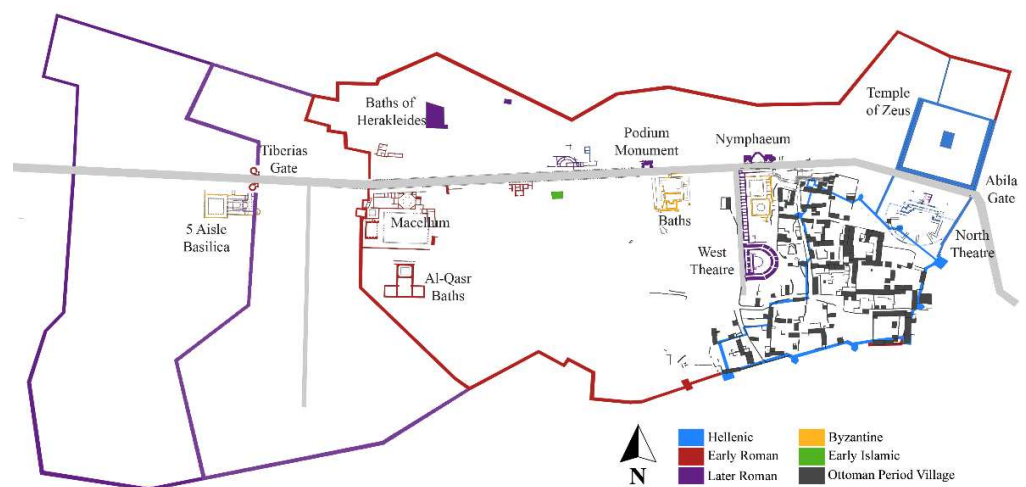 Temple
of Zeus
Baths of
Herakleides
Podium
Monument
Nymphaeum
Tiberias
Gate
Abila
Gate
5 Aisle
Basilica
Macellum
Baths
West
Theatre
North
Theatre
Al-Qasr
Baths
N
Hellenic
Early Roman
Later Roman
Byzantine
Early Islamic
Ottoman Period Village